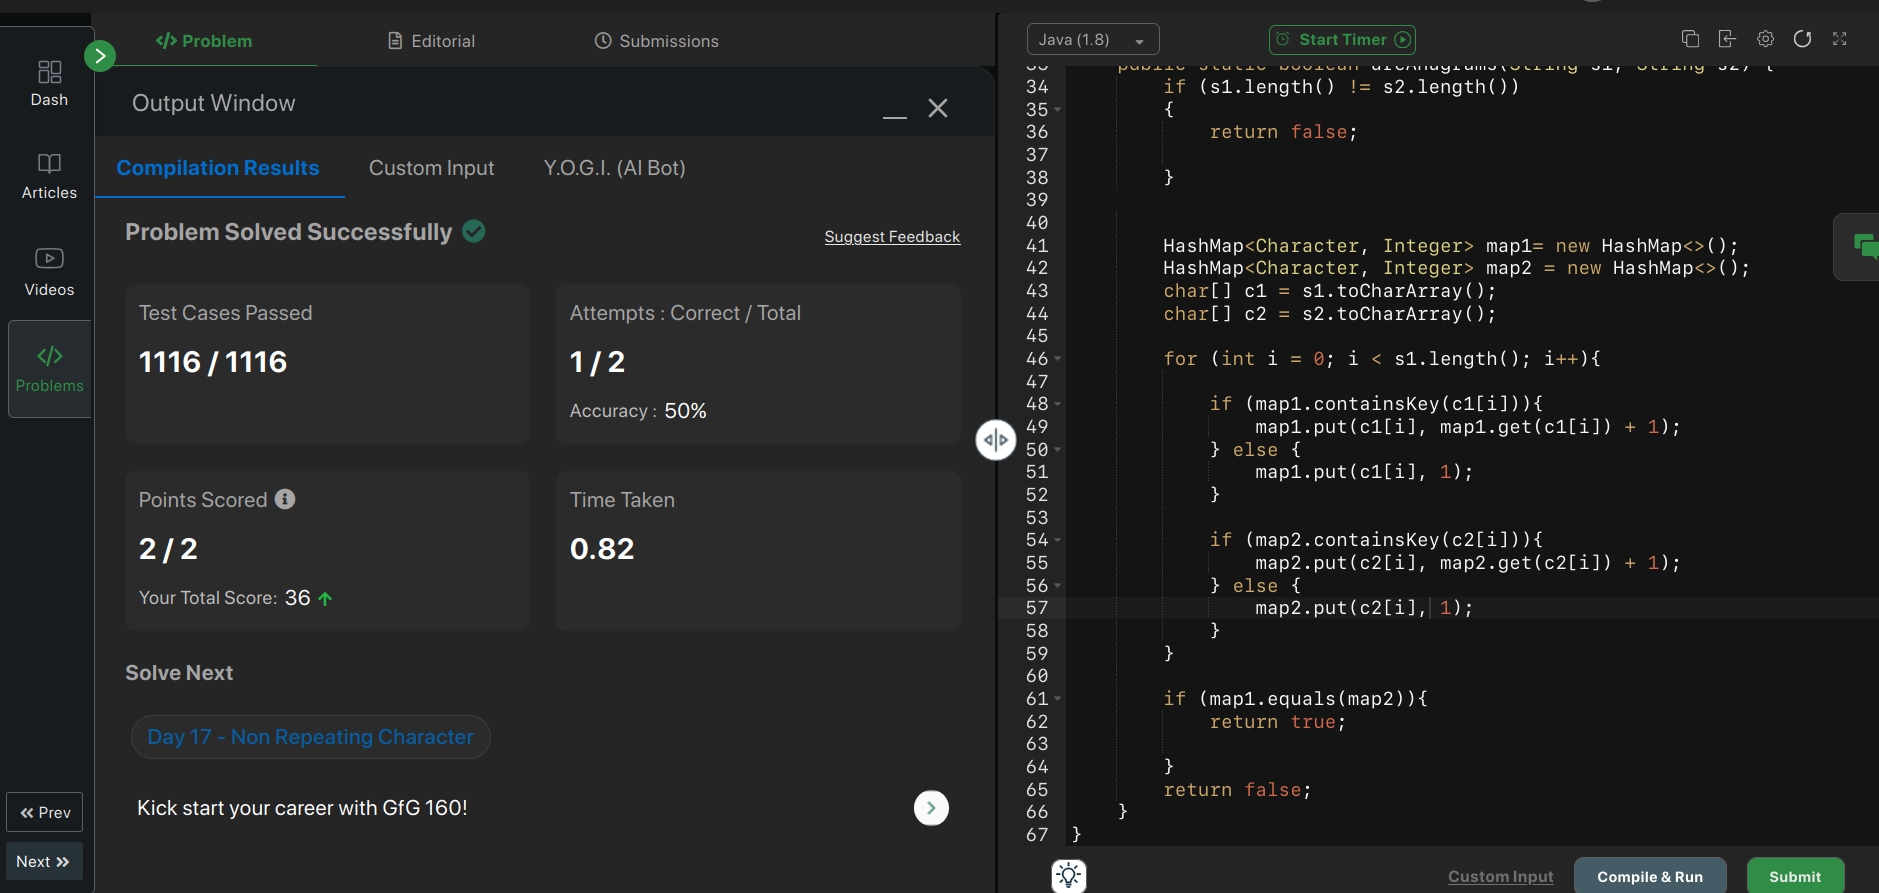 Problem
Editorial
Submissions
Java (1.8)
Start Timer
Dash
Articles
Videos
Problems
Prev
Next
Output Window
Compilation Results
Custom Input
Y.O.G.I. (AI Bot)
Problem Solved Successfully
Suggest Feedback
Test Cases Passed
1116 / 1116
Attempts : Correct / Total
1 / 2
Accuracy : 50%
Points Scored
2 / 2
Your Total Score: 36
Time Taken
0.82
Solve Next
Day 17 - Non Repeating Character
Kick start your career with GfG 160!
33 public static boolean areAnagrams(String s1, String s2) {
34 if (s1.length() != s2.length())
35 {
36 return false;
37
38 }
39
40
41 HashMap<Character, Integer> map1= new HashMap<>();
42 HashMap<Character, Integer> map2 = new HashMap<>();
43 char[] c1 = s1.toCharArray();
44 char[] c2 = s2.toCharArray();
45
46 for (int i = 0; i < s1.length(); i++){
47
48 if (map1.containsKey(c1[i])){
49 map1.put(c1[i], map1.get(c1[i]) + 1);
50 } else {
51 map1.put(c1[i], 1);
52 }
53
54 if (map2.containsKey(c2[i])){
55 map2.put(c2[i], map2.get(c2[i]) + 1);
56 } else {
57 map2.put(c2[i], 1);
58 }
59 }
60
61 if (map1.equals(map2)){
62 return true;
63
64 }
65 return false;
66 }
67 }
Custom Input
Compile & Run
Submit